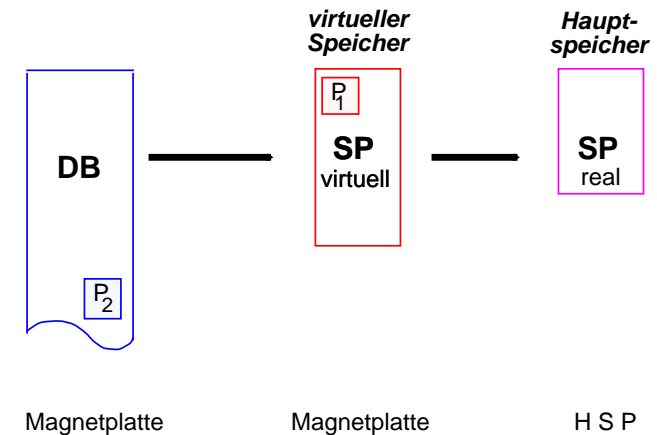 virtueller
Speicher
Haupt-
speicher
P1
SP
virtuell
SP
real
DB
P2
Magnetplatte
Magnetplatte
H S P